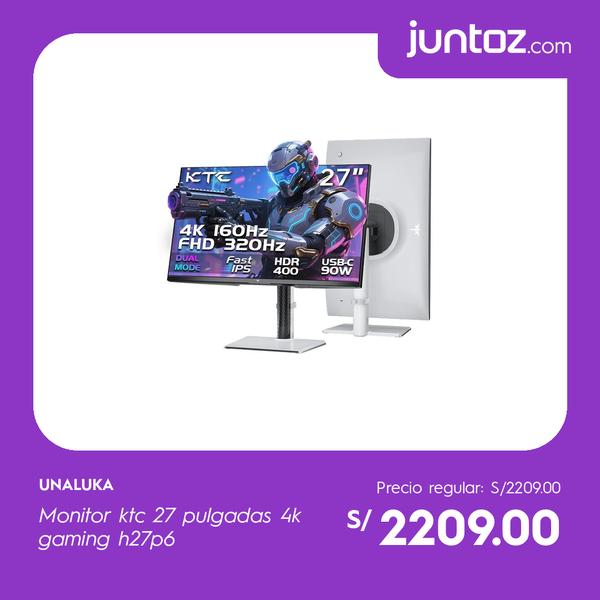 juntoz.com
KTC 27"
4K 160Hz
FHD 320Hz
DUAL MODE
Fast IPS
HDR 400
USB-C 90W
UNALUKA
Monitor ktc 27 pulgadas 4k
gaming h27p6
Precio regular: S/2209.00
S/ 2209.00